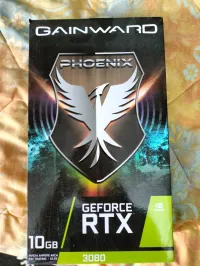 GAINWARD
PHOENIX
GEFORCE
RTX
10GB
3080